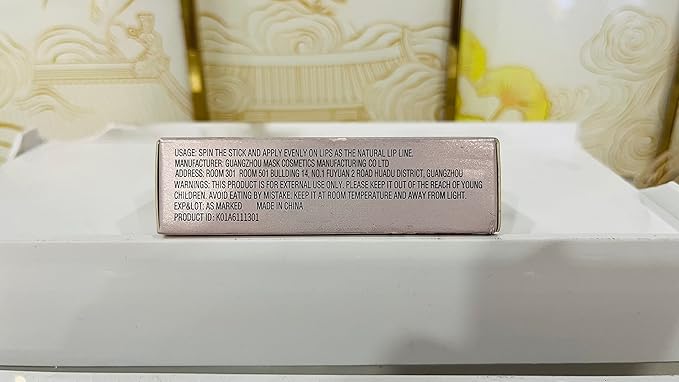 USAGE: SPIN THE STICK AND APPLY EVENLY ON LIPS AS THE NATURAL LIP LINE.
MANUFACTURER: GUANGZHOU MASK COSMETICS MANUFACTURING CO LTD
ADDRESS: ROOM 301  ROOM 501 BULLDING 14, NO.1 FUYUAN 2 ROAD HUADU DISTRICT, GUANGZHOU
WARNINGS: THIS PRODUCT IS FOR EXTERNAL USE ONLY; PLEASE KEEP IT OUT OF THE REACH OF YOUNG
CHILDREN. AVOID EATING BY MISTAKE; KEEP IT AT ROOM TEMPERATURE AND AWAY FROM LIGHT.
EXP&LOT: AS MARKED    MADE IN CHINA
PRODUCT ID: K01A6111301